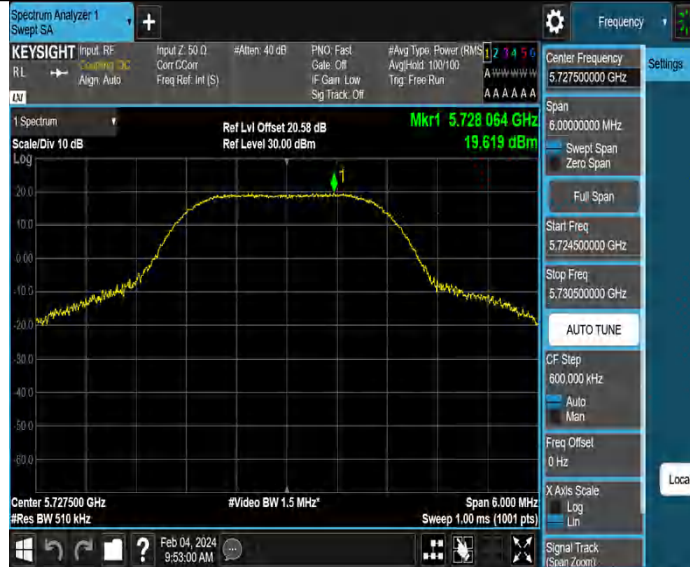 Spectrum Analyzer 1
Swept SA
+
Frequency
KEYSIGHT
Input: RF
Input Z: 50 Ω
#Atten: 40 dB
PNO: Fast
#Avg Type: Power (RMS
1 2 3 4 5 6
RL
Coupling: DC
Corr CCorr
Gate: Off
Avg|Hold: 100/100
A W W W W W
Align: Auto
Freq Ref: Int (S)
IF Gain: Low
Trig: Free Run
Sig Track: Off
A A A A A A
LXI
1 Spectrum
Ref Lvl Offset 20.58 dB
Mkr1 5.728 064 GHz
Scale/Div 10 dB
Ref Level 30.00 dBm
19.619 dBm
Log
1
20.0
10.0
0.00
-10.0
-20.0
-30.0
-40.0
-50.0
-60.0
Center 5.727500 GHz
#Video BW 1.5 MHz*
Span 6.000 MHz
#Res BW 510 kHz
Sweep 1.00 ms (1001 pts)
?
Feb 04, 2024
9:53:00 AM
Center Frequency
5.727500000 GHz
Settings
Span
6.00000000 MHz
Swept Span
Zero Span
Full Span
Start Freq
5.724500000 GHz
Stop Freq
5.730500000 GHz
AUTO TUNE
CF Step
600.000 kHz
Auto
Man
Freq Offset
0 Hz
Loca
X Axis Scale
Log
Lin
Signal Track
(Span Zoom)